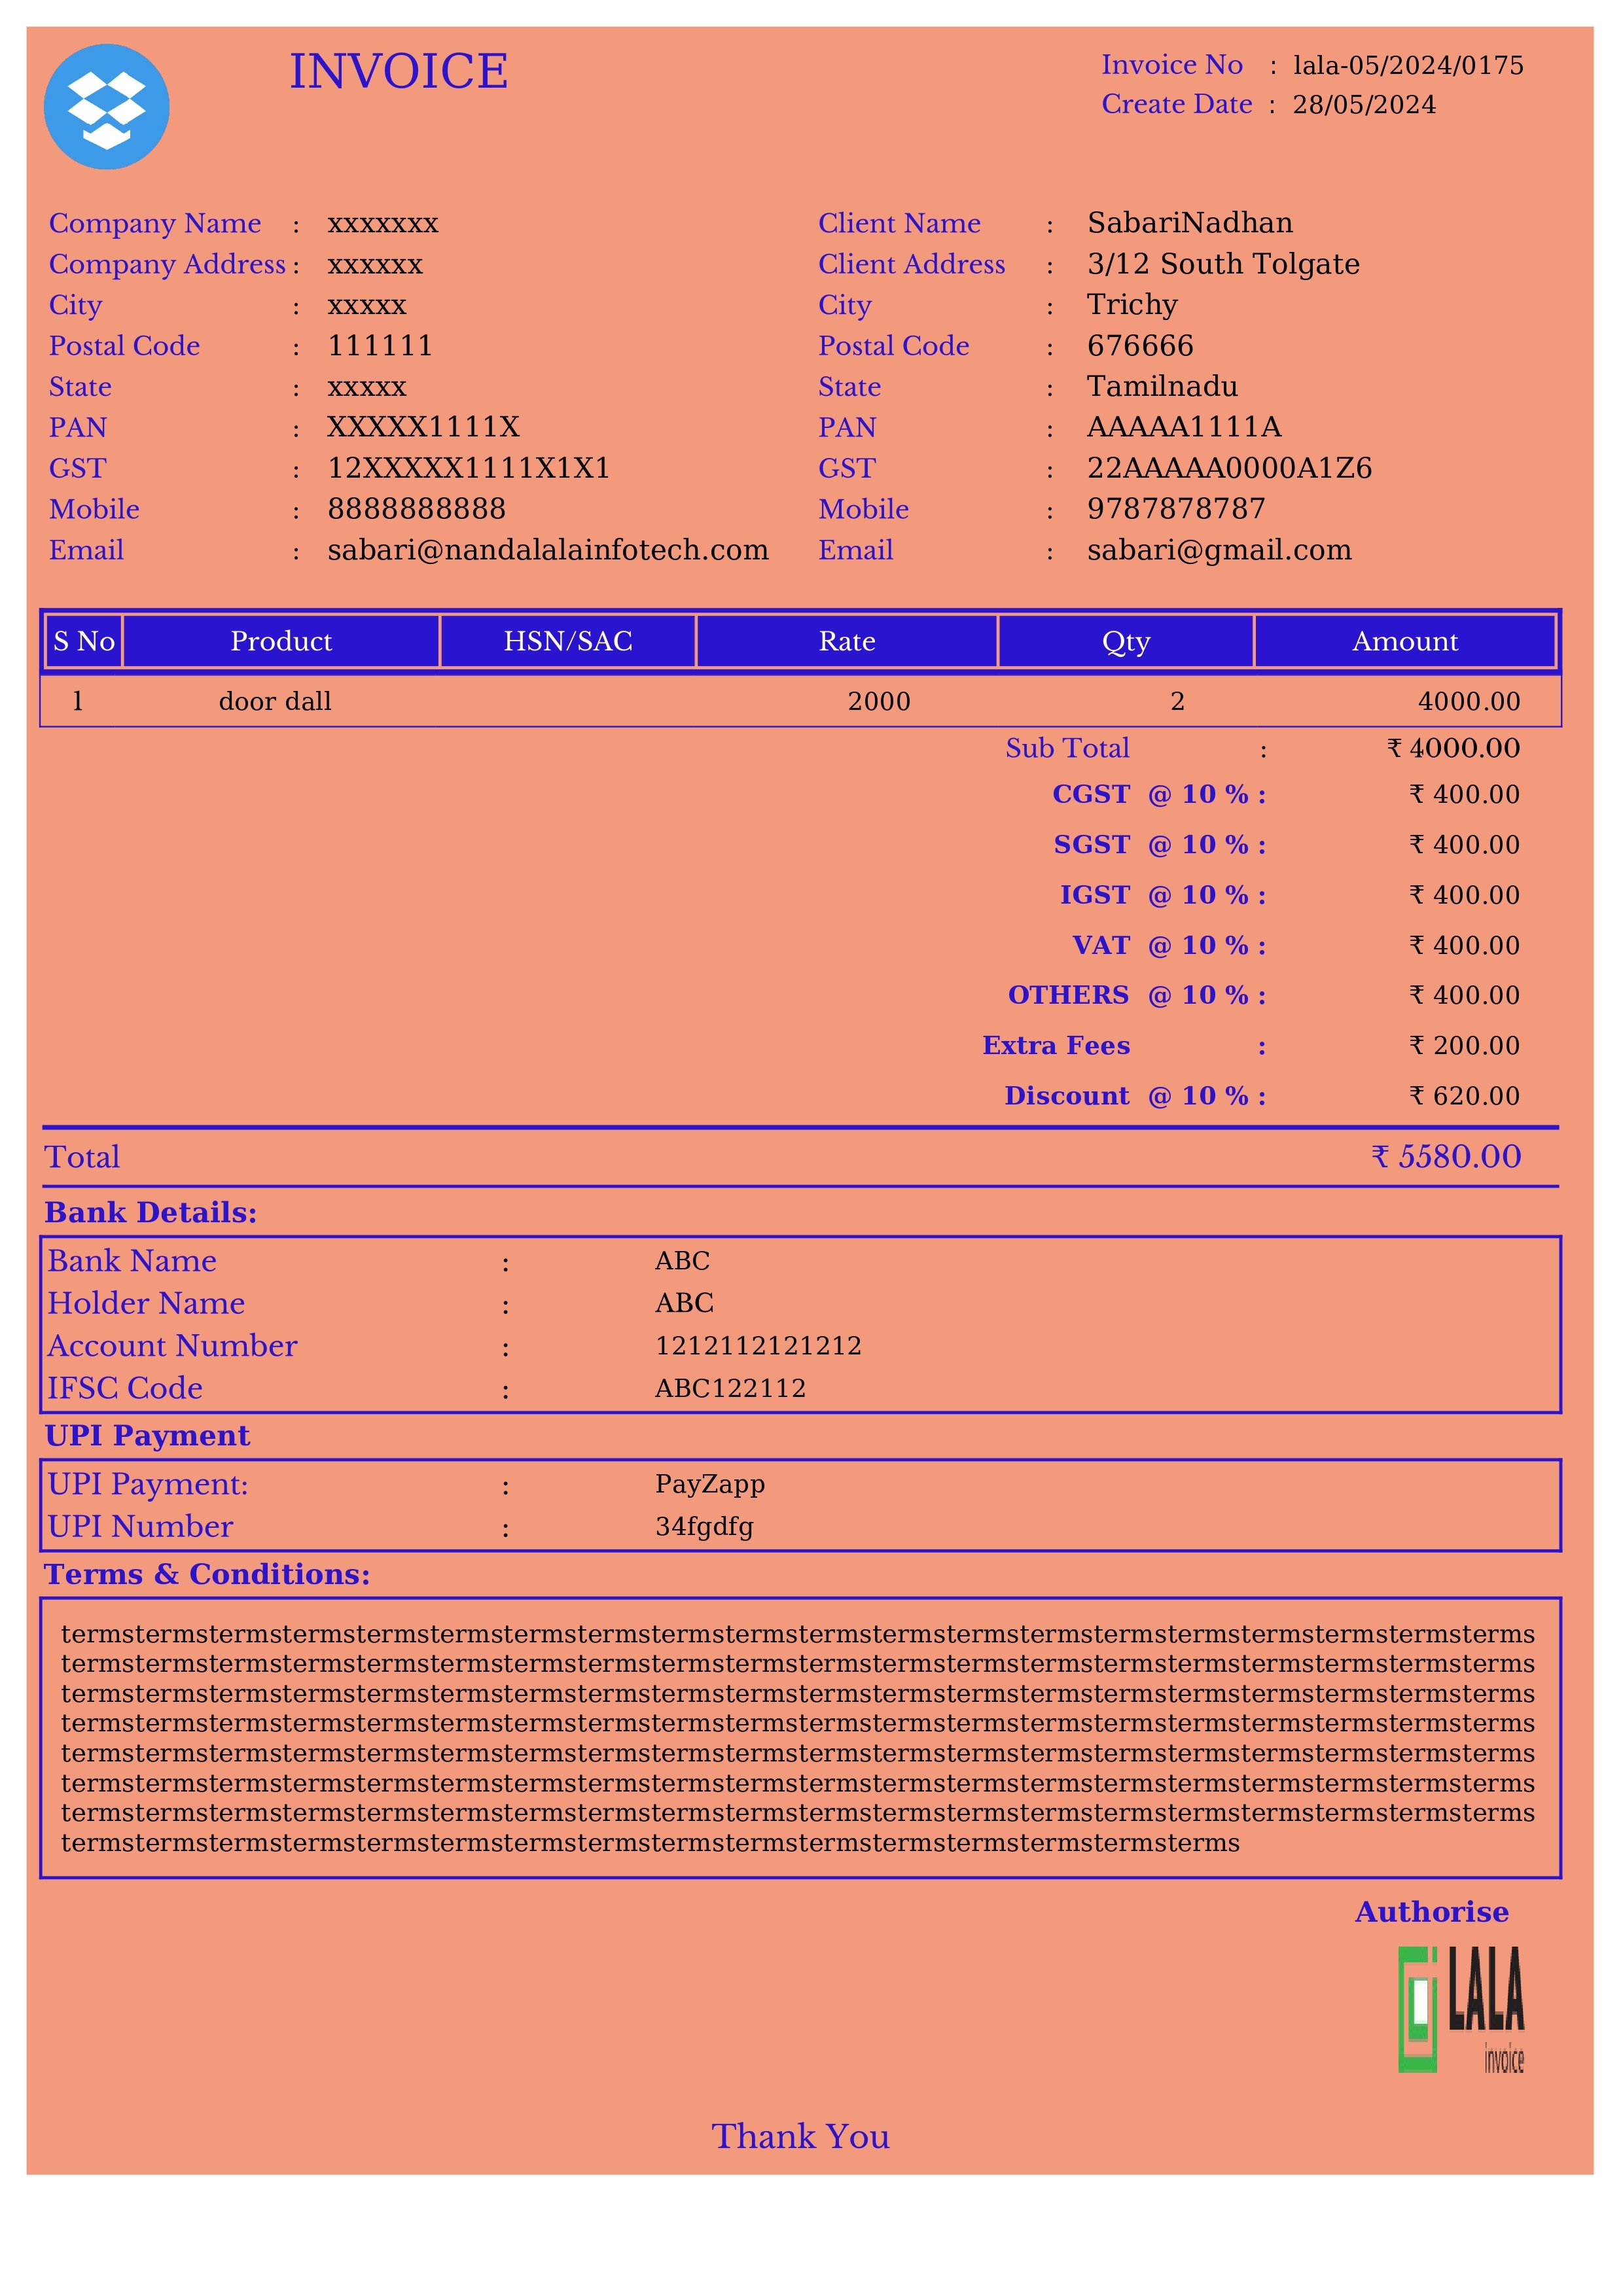 INVOICE
Invoice No : lala-05/2024/0175
Create Date : 28/05/2024
Company Name : xxxxxxx
Company Address : xxxxxx
City : xxxxx
Postal Code : 111111
State : xxxxx
PAN : XXXXX1111X
GST : 12XXXXX1111X1X1
Mobile : 8888888888
Email : sabari@nandalalainfotech.com
Client Name : SabariNadhan
Client Address : 3/12 South Tolgate
City : Trichy
Postal Code : 676666
State : Tamilnadu
PAN : AAAAA1111A
GST : 22AAAAA0000A1Z6
Mobile : 9787878787
Email : sabari@gmail.com
S No Product HSN/SAC Rate Qty Amount
1 door dall 2000 2 4000.00
Sub Total : ₹ 4000.00
CGST @ 10 % : ₹ 400.00
SGST @ 10 % : ₹ 400.00
IGST @ 10 % : ₹ 400.00
VAT @ 10 % : ₹ 400.00
OTHERS @ 10 % : ₹ 400.00
Extra Fees : ₹ 200.00
Discount @ 10 % : ₹ 620.00
Total ₹ 5580.00
Bank Details:
Bank Name : ABC
Holder Name : ABC
Account Number : 1212112121212
IFSC Code : ABC122112
UPI Payment
UPI Payment: : PayZapp
UPI Number : 34fgdfg
Terms & Conditions:
termstermstermstermstermstermstermstermstermstermstermstermstermstermstermstermstermstermstermsterms
termstermstermstermstermstermstermstermstermstermstermstermstermstermstermstermstermstermstermsterms
termstermstermstermstermstermstermstermstermstermstermstermstermstermstermstermstermstermstermsterms
termstermstermstermstermstermstermstermstermstermstermstermstermstermstermstermstermstermstermsterms
termstermstermstermstermstermstermstermstermstermstermstermstermstermstermstermstermstermstermsterms
termstermstermstermstermstermstermstermstermstermstermstermstermstermstermstermstermstermstermsterms
termstermstermstermstermstermstermstermstermstermstermstermstermstermstermstermstermstermstermsterms
termstermstermstermstermstermstermstermstermstermstermstermstermstermstermsterms
Authorise
LALA
invoice
Thank You